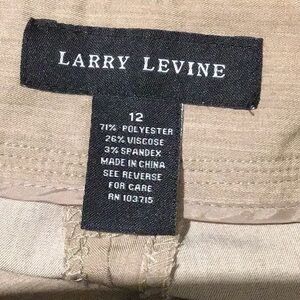 LARRY LEVINE
12
71% POLYESTER
26% VISCOSE
3% SPANDEX
MADE IN CHINA
SEE REVERSE
FOR CARE
RN 103715